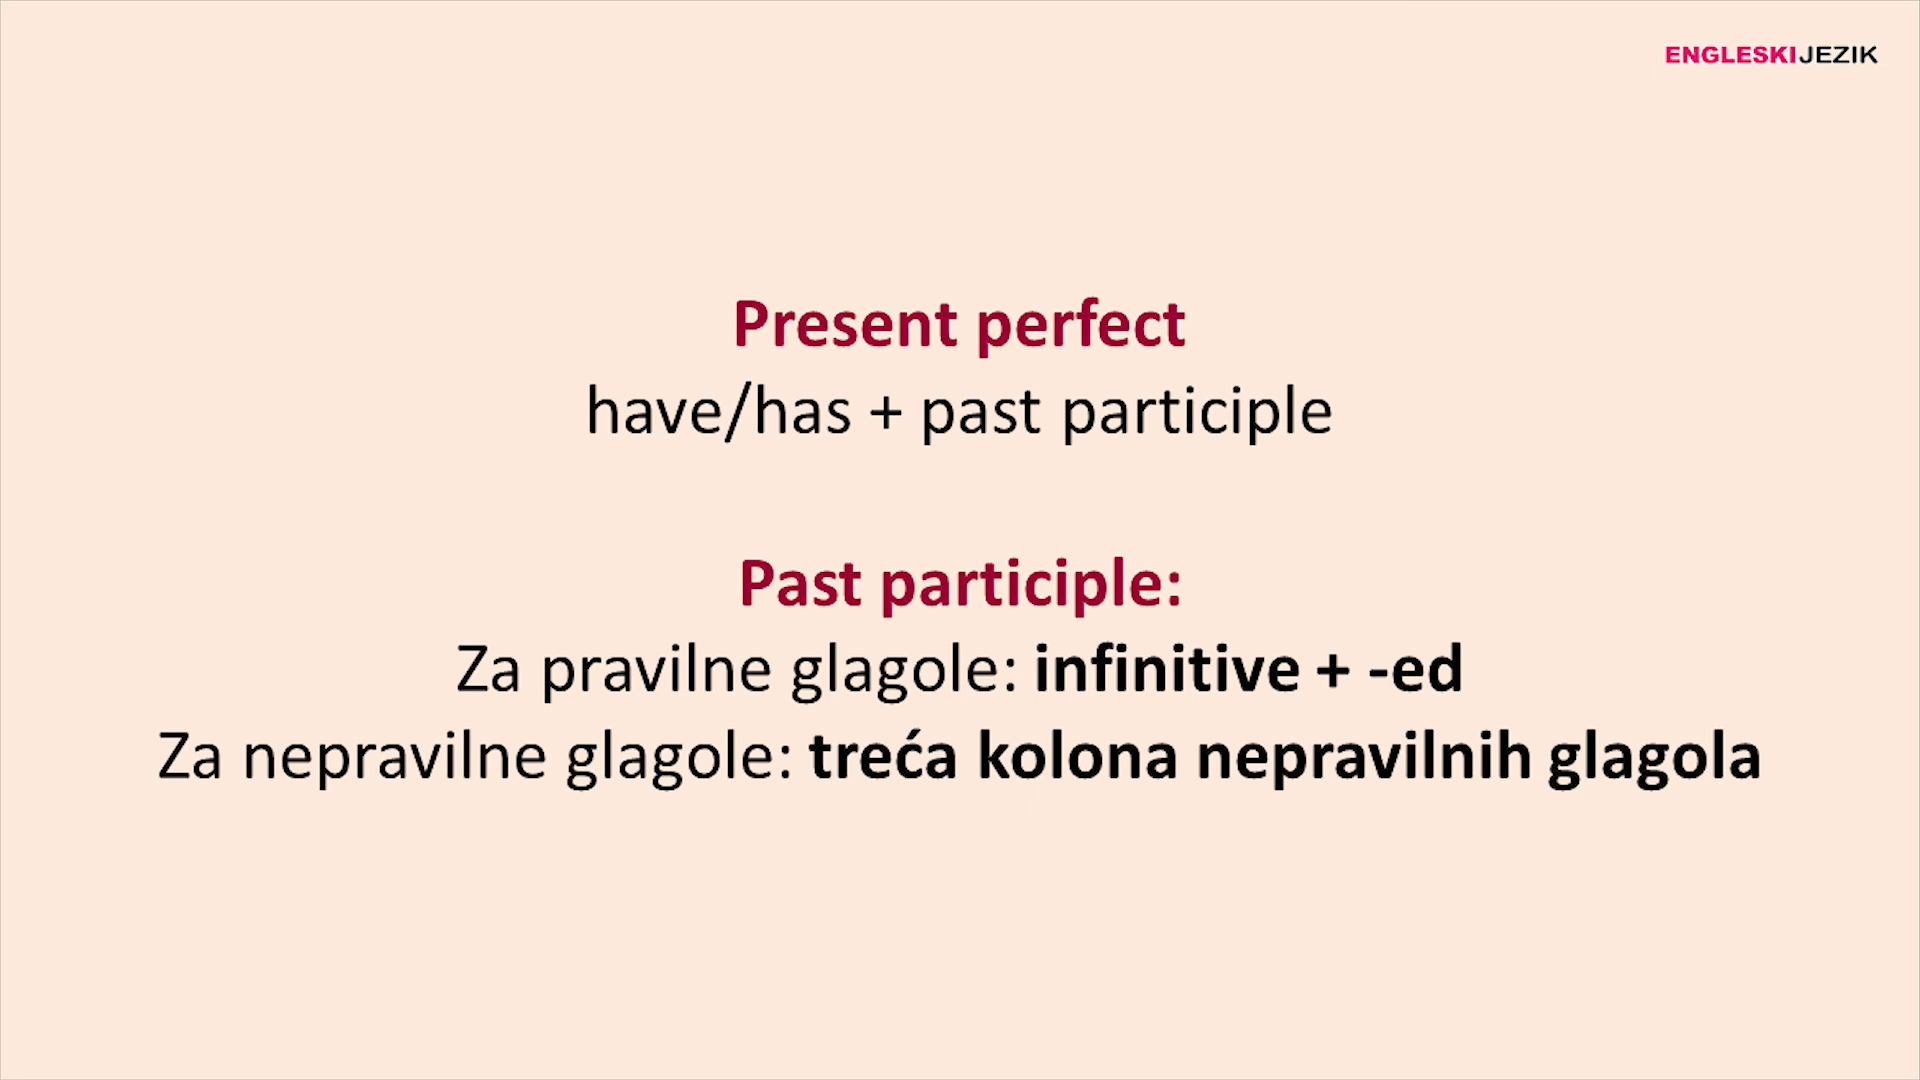 ENGLESKIJEZIK
Present perfect
have/has + past participle
Past participle:
Za pravilne glagole: infinitive + -ed
Za nepravilne glagole: treća kolona nepravilnih glagola